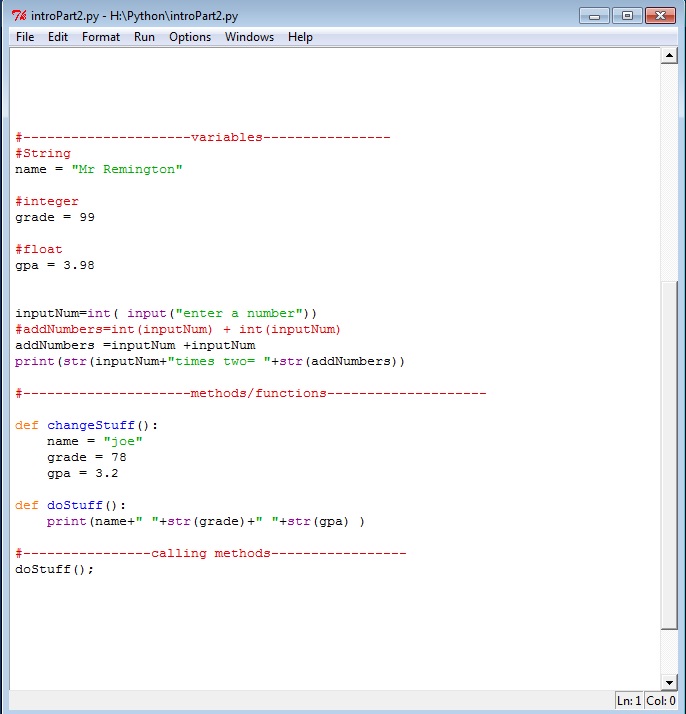 introPart2.py - H:\Python\introPart2.py
File Edit Format Run Options Windows Help
#---------------------variables----------------
#String
name = "Mr Remington"
#integer
grade = 99
#float
gpa = 3.98
inputNum=int( input("enter a number"))
#addNumbers=int(inputNum) + int(inputNum)
addNumbers =inputNum +inputNum
print(str(inputNum+"times two= "+str(addNumbers))
#---------------------methods/functions--------------------
def changeStuff():
    name = "joe"
    grade = 78
    gpa = 3.2
def doStuff():
    print(name+" "+str(grade)+" "+str(gpa) )
#----------------calling methods-----------------
doStuff();
Ln: 1 Col: 0